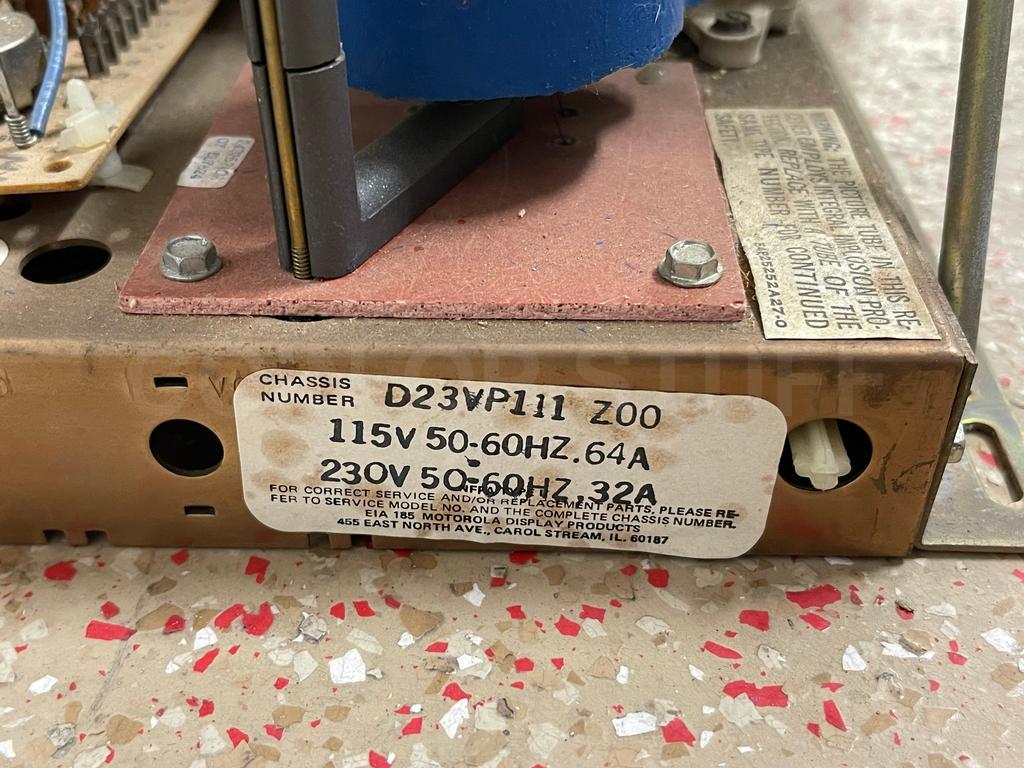 WARNING: THE PICTURE TUBE IN THIS RE-
CEIVER EMPLOYS INTEGRAL IMPLOSION PRO-
TECTION. REPLACE WITH A TUBE OF THE
SAME TYPE NUMBER FOR CONTINUED
SAFETY.
54R25252A27-0
CHASSIS
NUMBER D23VP111 Z00
115V 50-60HZ .64A
230V 50-60HZ .32A
FOR CORRECT SERVICE AND/OR REPLACEMENT PARTS, PLEASE RE-
FER TO SERVICE MODEL NO. AND THE COMPLETE CHASSIS NUMBER.
EIA 185 MOTOROLA DISPLAY PRODUCTS
455 EAST NORTH AVE., CAROL STREAM, IL. 60187